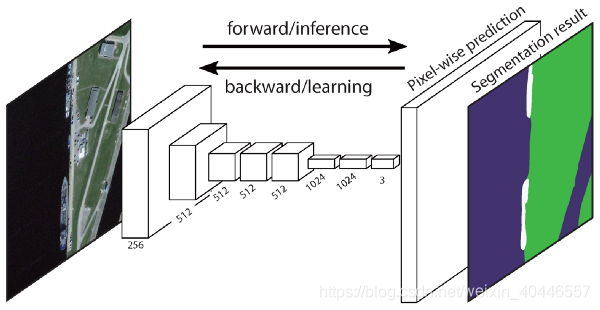 forward/inference
backward/learning
Pixel-wise prediction
Segmentation result
256
512
512
512
512
1024
1024
3
https://blog.csdn.net/weixin_40446557